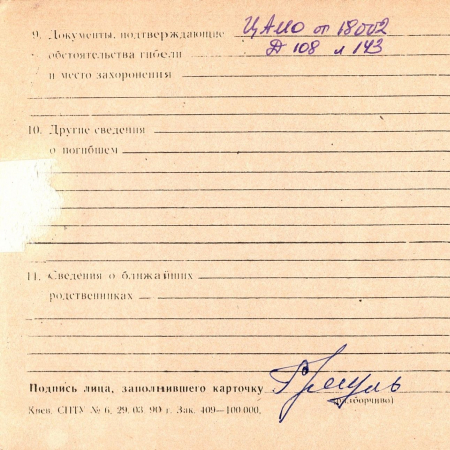 9. Документы, подтверждающие ЦАМО оп 18002
обстоятельства гибели Д 108 л 143
и место захоронения
10. Другие сведения
о погибшем
11. Сведения о ближайших
родственниках
Подпись лица, заполнившего карточку
(разборчиво)
Киев. СПТУ № 6, 29. 03. 90 г. Зак. 409—100.000.